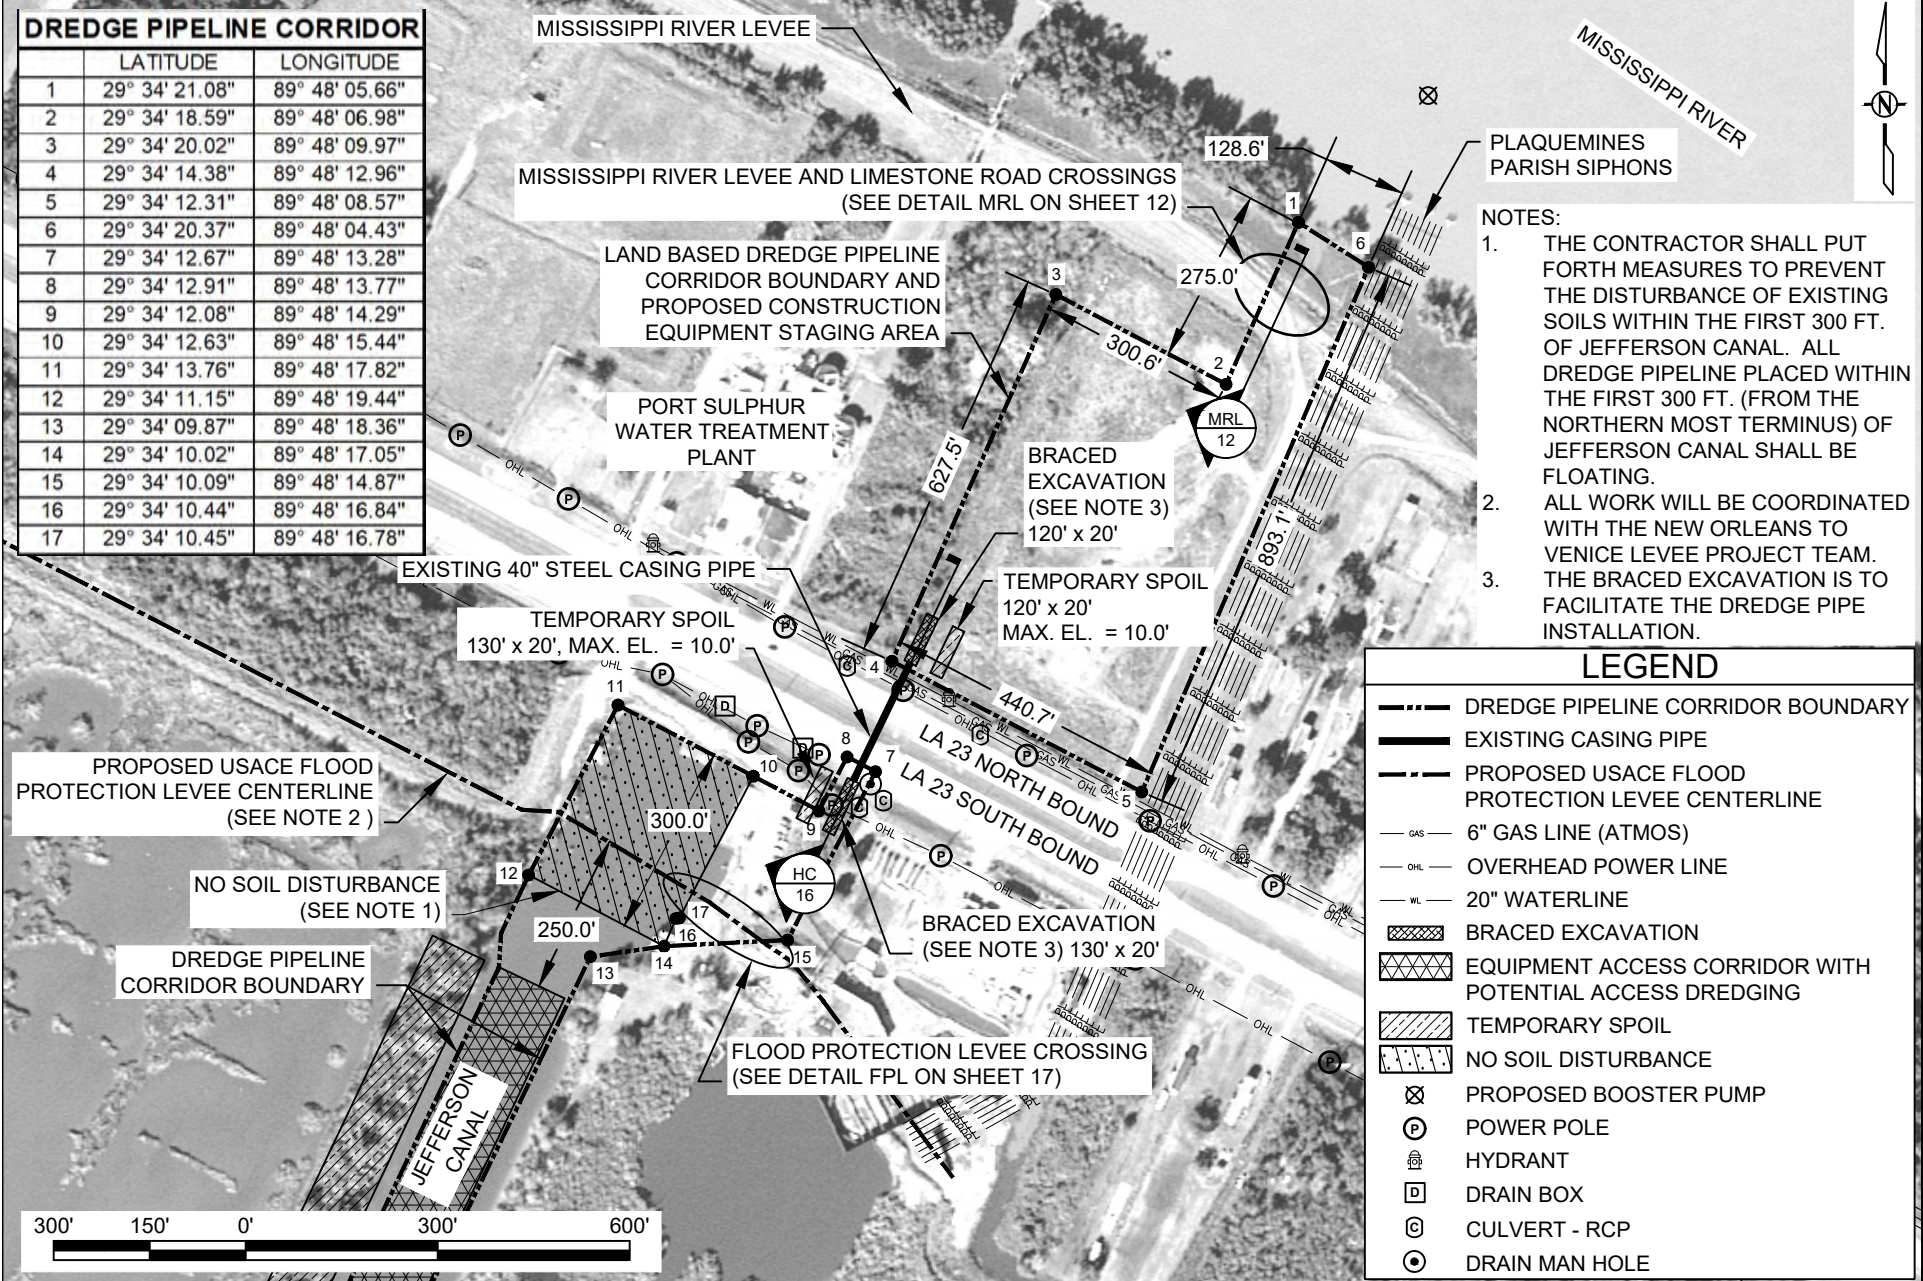 DREDGE PIPELINE CORRIDOR
LATITUDE LONGITUDE
1 29° 34' 21.08" 89° 48' 05.66"
2 29° 34' 18.59" 89° 48' 06.98"
3 29° 34' 20.02" 89° 48' 09.97"
4 29° 34' 14.38" 89° 48' 12.96"
5 29° 34' 12.31" 89° 48' 08.57"
6 29° 34' 20.37" 89° 48' 04.43"
7 29° 34' 12.67" 89° 48' 13.28"
8 29° 34' 12.91" 89° 48' 13.77"
9 29° 34' 12.08" 89° 48' 14.29"
10 29° 34' 12.63" 89° 48' 15.44"
11 29° 34' 13.76" 89° 48' 17.82"
12 29° 34' 11.15" 89° 48' 19.44"
13 29° 34' 09.87" 89° 48' 18.36"
14 29° 34' 10.02" 89° 48' 17.05"
15 29° 34' 10.09" 89° 48' 14.87"
16 29° 34' 10.44" 89° 48' 16.84"
17 29° 34' 10.45" 89° 48' 16.78"
MISSISSIPPI RIVER LEVEE
MISSISSIPPI RIVER
N
128.6'
PLAQUEMINES
PARISH SIPHONS
MISSISSIPPI RIVER LEVEE AND LIMESTONE ROAD CROSSINGS
(SEE DETAIL MRL ON SHEET 12)
1
6
LAND BASED DREDGE PIPELINE
CORRIDOR BOUNDARY AND
PROPOSED CONSTRUCTION
EQUIPMENT STAGING AREA
3
275.0'
300.6'
2
MRL
12
PORT SULPHUR
WATER TREATMENT
PLANT
627.5'
BRACED
EXCAVATION
(SEE NOTE 3)
120' x 20'
893.1'
EXISTING 40" STEEL CASING PIPE
TEMPORARY SPOIL
120' x 20'
MAX. EL. = 10.0'
TEMPORARY SPOIL
130' x 20', MAX. EL. = 10.0'
4
440.7'
5
LA 23 NORTH BOUND
LA 23 SOUTH BOUND
11
8
7
10
9
PROPOSED USACE FLOOD
PROTECTION LEVEE CENTERLINE
(SEE NOTE 2 )
300.0'
12
HC
16
NO SOIL DISTURBANCE
(SEE NOTE 1)
17
16
250.0'
13
14
15
BRACED EXCAVATION
(SEE NOTE 3) 130' x 20'
DREDGE PIPELINE
CORRIDOR BOUNDARY
FLOOD PROTECTION LEVEE CROSSING
(SEE DETAIL FPL ON SHEET 17)
JEFFERSON
CANAL
300' 150' 0' 300' 600'
NOTES:
1. THE CONTRACTOR SHALL PUT
FORTH MEASURES TO PREVENT
THE DISTURBANCE OF EXISTING
SOILS WITHIN THE FIRST 300 FT.
OF JEFFERSON CANAL. ALL
DREDGE PIPELINE PLACED WITHIN
THE FIRST 300 FT. (FROM THE
NORTHERN MOST TERMINUS) OF
JEFFERSON CANAL SHALL BE
FLOATING.
2. ALL WORK WILL BE COORDINATED
WITH THE NEW ORLEANS TO
VENICE LEVEE PROJECT TEAM.
3. THE BRACED EXCAVATION IS TO
FACILITATE THE DREDGE PIPE
INSTALLATION.
LEGEND
DREDGE PIPELINE CORRIDOR BOUNDARY
EXISTING CASING PIPE
PROPOSED USACE FLOOD
PROTECTION LEVEE CENTERLINE
GAS 6" GAS LINE (ATMOS)
OHL OVERHEAD POWER LINE
WL 20" WATERLINE
BRACED EXCAVATION
EQUIPMENT ACCESS CORRIDOR WITH
POTENTIAL ACCESS DREDGING
TEMPORARY SPOIL
NO SOIL DISTURBANCE
PROPOSED BOOSTER PUMP
P POWER POLE
HYDRANT
D DRAIN BOX
C CULVERT - RCP
DRAIN MAN HOLE